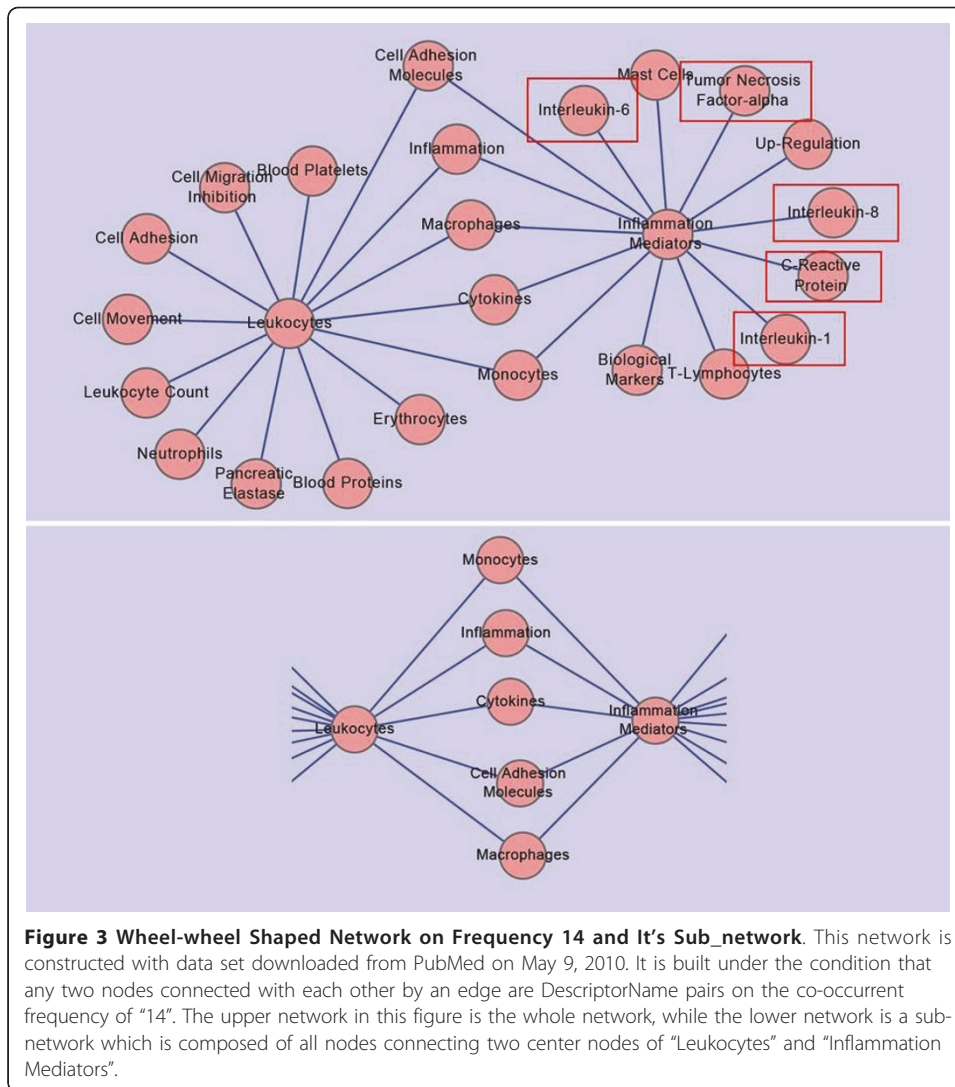 Cell Adhesion
Molecules
Mast Cells
Tumor Necrosis
Factor-alpha
Interleukin-6
Inflammation
Up-Regulation
Cell Migration
Inhibition
Blood Platelets
Macrophages
Inflammation
Mediators
Interleukin-8
Cell Adhesion
C-Reactive
Protein
Cytokines
Cell Movement
Leukocytes
Interleukin-1
Monocytes
Biological
Markers
T-Lymphocytes
Leukocyte Count
Erythrocytes
Neutrophils
Pancreatic
Elastase
Blood Proteins
Monocytes
Inflammation
Cytokines
Leukocytes
Inflammation
Mediators
Cell Adhesion
Molecules
Macrophages
Figure 3 Wheel-wheel Shaped Network on Frequency 14 and It's Sub_network. This network is
constructed with data set downloaded from PubMed on May 9, 2010. It is built under the condition that
any two nodes connected with each other by an edge are DescriptorName pairs on the co-occurrent
frequency of "14". The upper network in this figure is the whole network, while the lower network is a sub-
network which is composed of all nodes connecting two center nodes of "Leukocytes" and "Inflammation
Mediators".